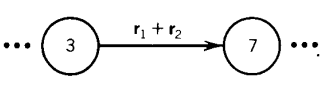 r₁ + r₂
••• 3 7 •••.